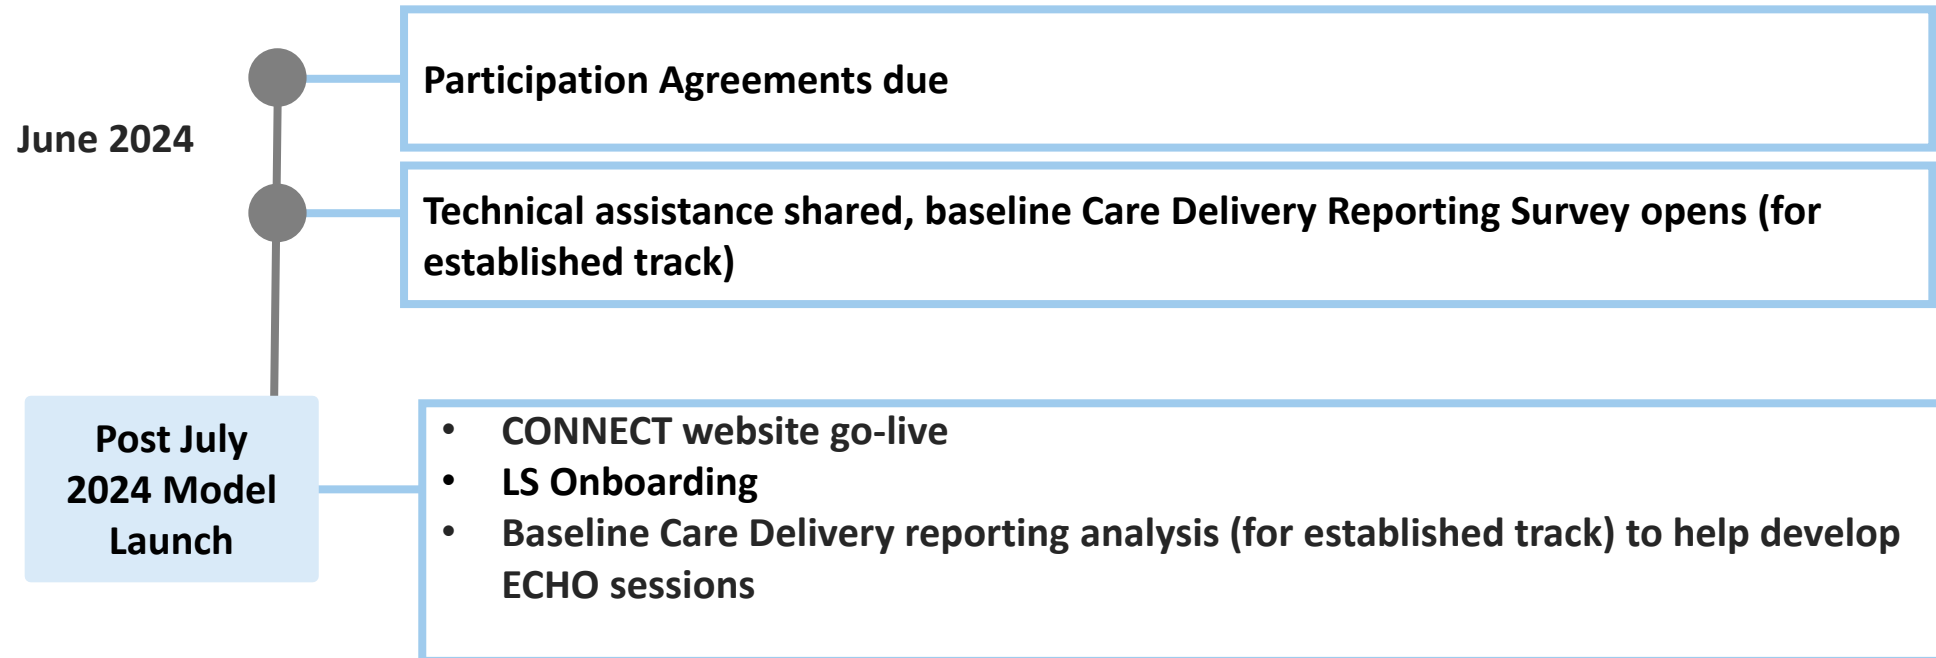 Participation Agreements due
June 2024
Technical assistance shared, baseline Care Delivery Reporting Survey opens (for
established track)
Post July
2024 Model
Launch
• CONNECT website go-live
• LS Onboarding
• Baseline Care Delivery reporting analysis (for established track) to help develop
ECHO sessions